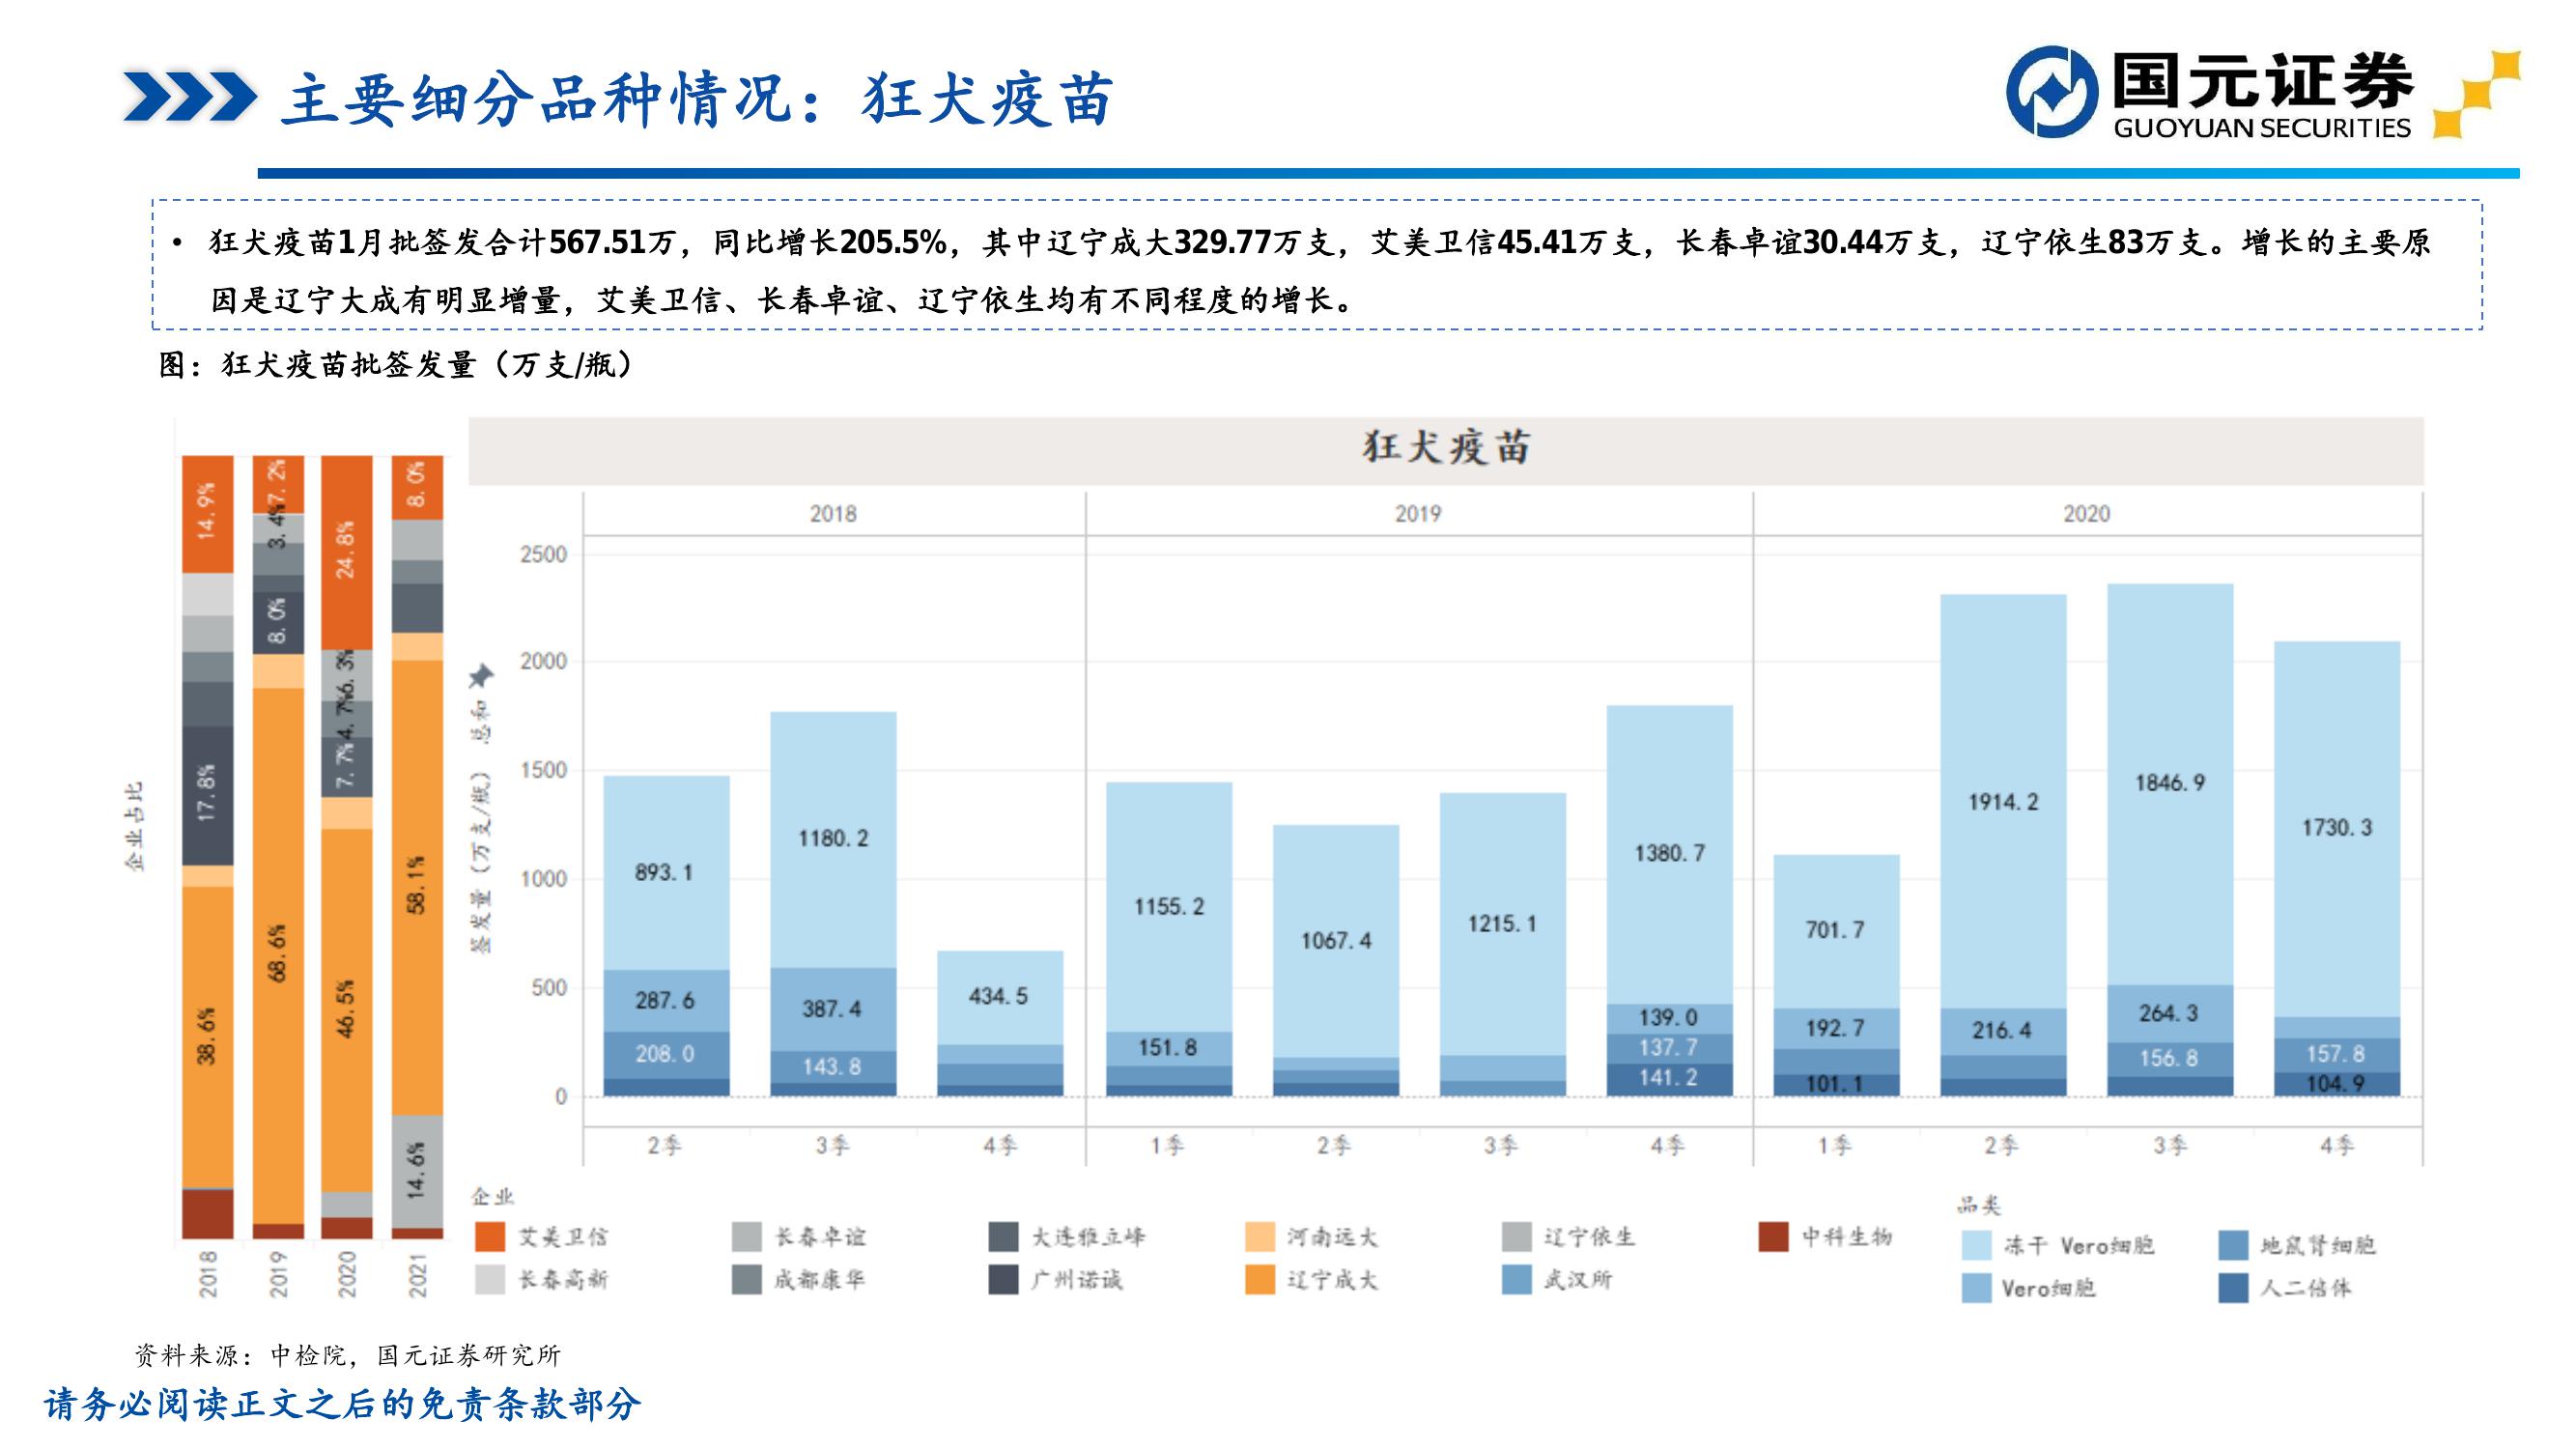 主要细分品种情况：狂犬疫苗
国元证券
GUOYUAN SECURITIES
• 狂犬疫苗1月批签发合计567.51万，同比增长205.5%，其中辽宁成大329.77万支，艾美卫信45.41万支，长春卓谊30.44万支，辽宁依生83万支。增长的主要原
因是辽宁大成有明显增量，艾美卫信、长春卓谊、辽宁依生均有不同程度的增长。
图：狂犬疫苗批签发量（万支/瓶）
企业占比
14.9%
17.8%
38.6%
2018
7.2%
3.4%
8.0%
68.6%
2019
24.8%
6.3%
4.7%
7.7%
46.5%
2020
8.0%
58.1%
14.6%
2021
狂犬疫苗
2018 2019 2020
签发量（万支/瓶） 总和
2500
2000
1500
1000
500
0
893.1
287.6
208.0
1180.2
387.4
143.8
434.5
1155.2
151.8
1067.4
1215.1
1380.7
139.0
137.7
141.2
701.7
192.7
101.1
1914.2
216.4
1846.9
264.3
156.8
1730.3
157.8
104.9
2季 3季 4季 1季 2季 3季 4季 1季 2季 3季 4季
企业
艾美卫信 长春卓谊 大连雅立峰 河南远大 辽宁依生 中科生物
长春高新 成都康华 广州诺诚 辽宁成大 武汉所
品类
冻干 Vero细胞 地鼠肾细胞
Vero细胞 人二倍体
资料来源：中检院，国元证券研究所
请务必阅读正文之后的免责条款部分